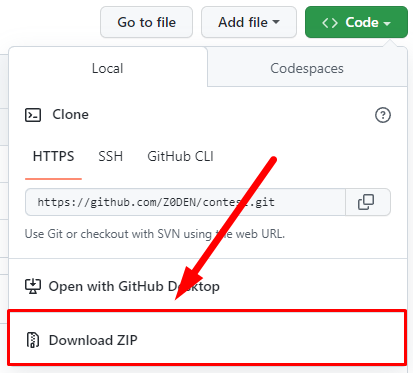 Go to file Add file <> Code
Local Codespaces
Clone
HTTPS SSH GitHub CLI
https://github.com/Z0DEN/contest.git
Use Git or checkout with SVN using the web URL.
Open with GitHub Desktop
Download ZIP